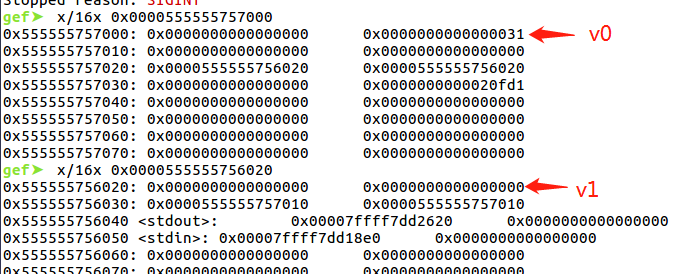 Stopped reason: SIGINT
gef➤ x/16x 0x0000555555757000
0x555555757000: 0x0000000000000000 0x0000000000000031 v0
0x555555757010: 0x0000000000000000 0x0000000000000000
0x555555757020: 0x0000555555756020 0x0000555555756020
0x555555757030: 0x0000000000000000 0x0000000000020fd1
0x555555757040: 0x0000000000000000 0x0000000000000000
0x555555757050: 0x0000000000000000 0x0000000000000000
0x555555757060: 0x0000000000000000 0x0000000000000000
0x555555757070: 0x0000000000000000 0x0000000000000000
gef➤ x/16x 0x0000555555756020
0x555555756020: 0x0000000000000000 0x0000000000000000 v1
0x555555756030: 0x0000555555757010 0x0000555555757010
0x555555756040 <stdout>: 0x00007ffff7dd2620 0x0000000000000000
0x555555756050 <stdin>: 0x00007ffff7dd18e0 0x0000000000000000
0x555555756060: 0x0000000000000000 0x0000000000000000
0x555555756070: 0x0000000000000000 0x0000000000000000